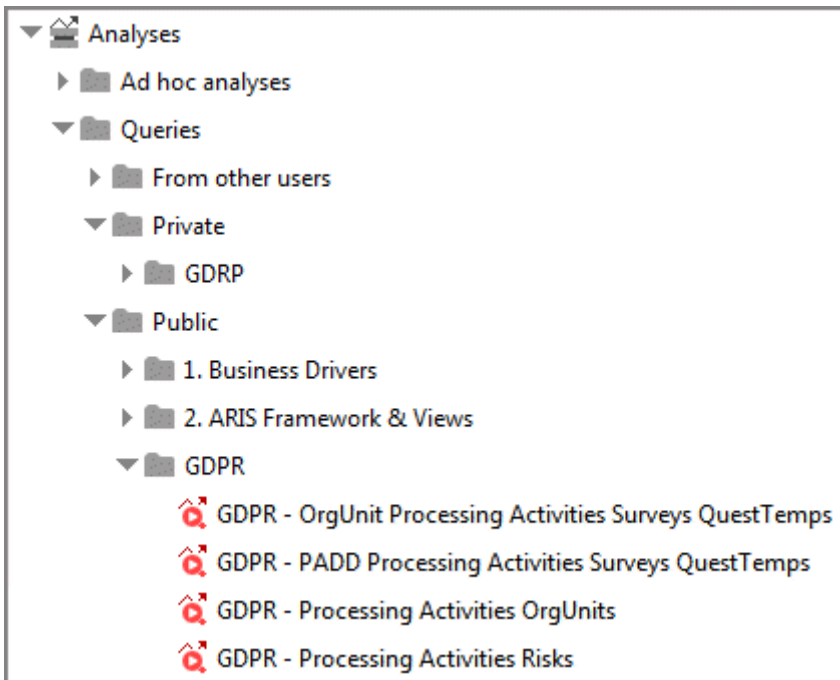 Analyses
Ad hoc analyses
Queries
From other users
Private
GDRP
Public
1. Business Drivers
2. ARIS Framework & Views
GDPR
GDPR - OrgUnit Processing Activities Surveys QuestTemps
GDPR - PADD Processing Activities Surveys QuestTemps
GDPR - Processing Activities OrgUnits
GDPR - Processing Activities Risks